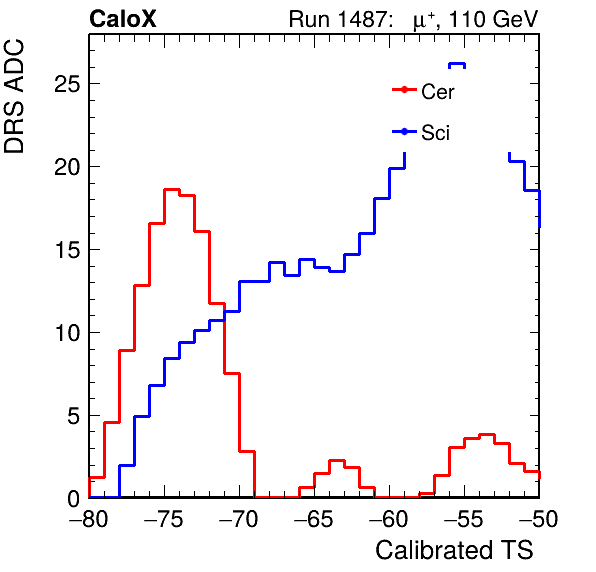 CaloX Run 1487: μ⁺, 110 GeV
DRS ADC
25
20
15
10
5
0
Cer
Sci
−80 −75 −70 −65 −60 −55 −50
Calibrated TS